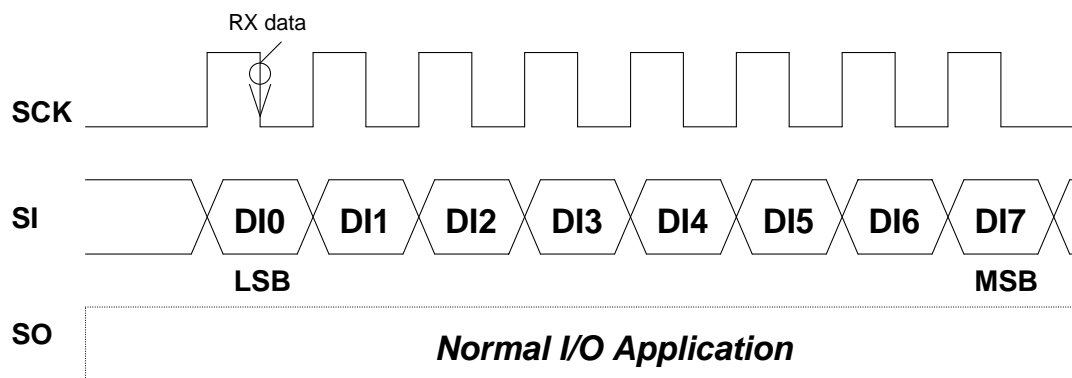 RX data
SCK
SI DI0 DI1 DI2 DI3 DI4 DI5 DI6 DI7
LSB MSB
SO Normal I/O Application